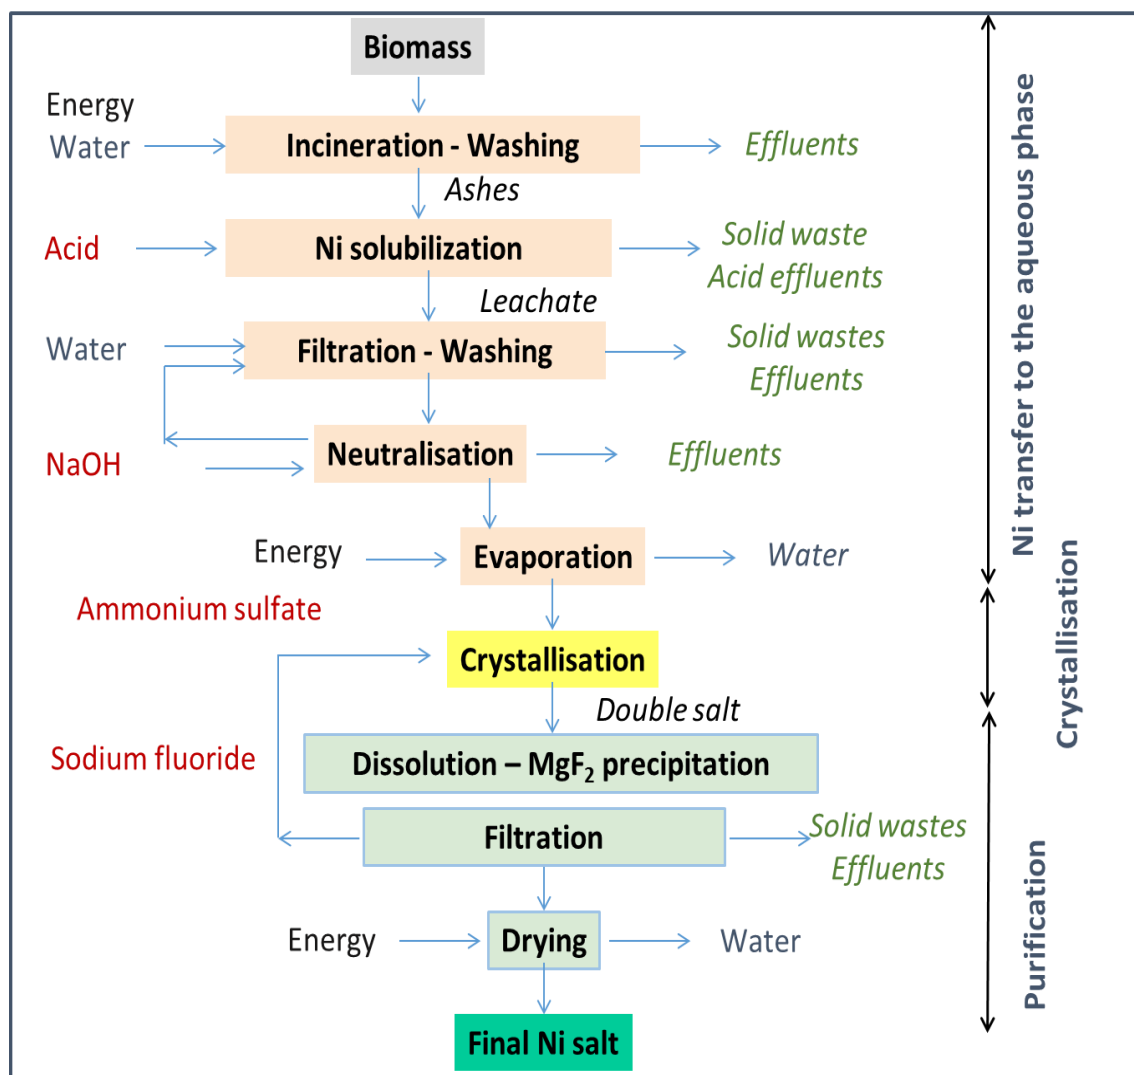 Biomass
Energy
Water
Incineration - Washing
Effluents
Ashes
Acid
Ni solubilization
Solid waste
Acid effluents
Leachate
Water
Filtration - Washing
Solid wastes
Effluents
NaOH
Neutralisation
Effluents
Energy
Evaporation
Water
Ammonium sulfate
Crystallisation
Double salt
Sodium fluoride
Dissolution – MgF₂ precipitation
Filtration
Solid wastes
Effluents
Energy
Drying
Water
Final Ni salt
Ni transfer to the aqueous phase
Crystallisation
Purification